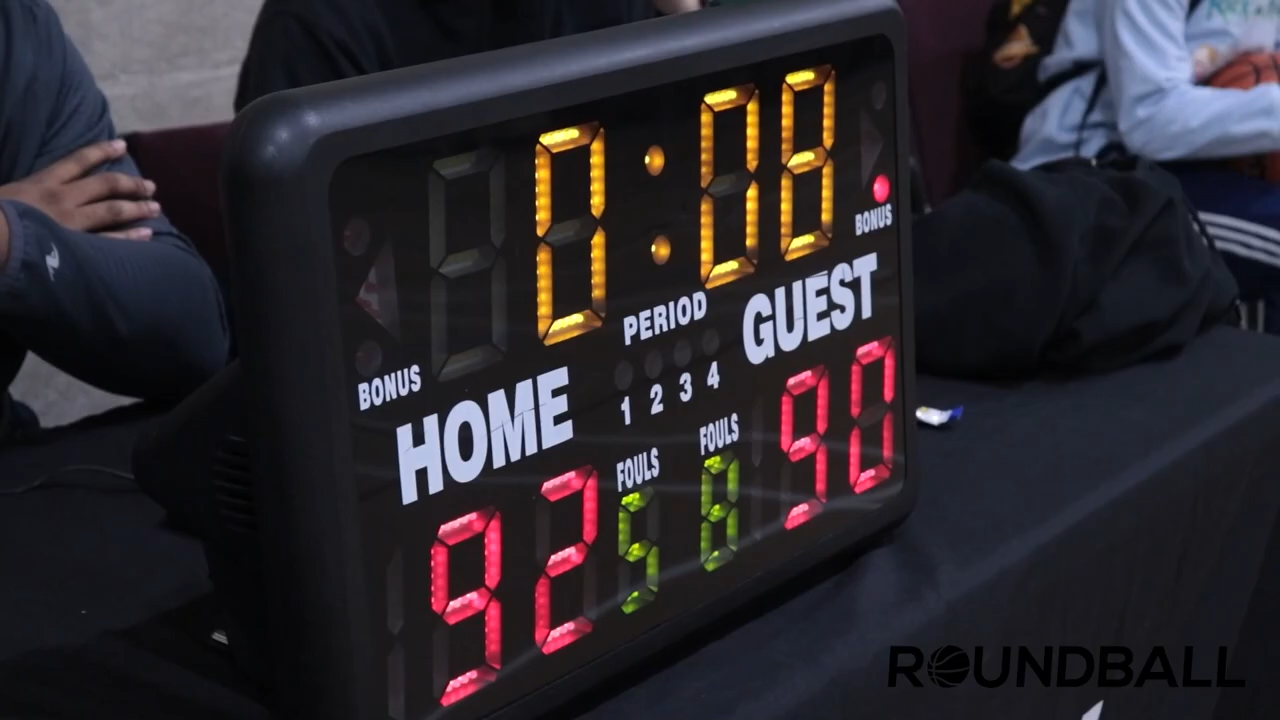 0:08
BONUS
PERIOD
GUEST
BONUS
HOME
1 2 3 4
FOULS
FOULS
92
5
8
90
ROUNDBALL